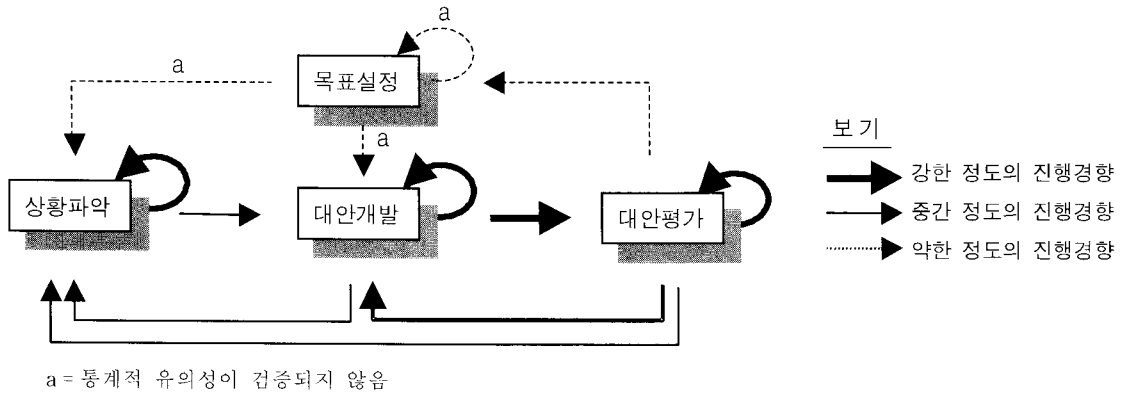 a
a
목표설정
a
상황파악
대안개발
대안평가
보기
강한 정도의 진행경향
중간 정도의 진행경향
약한 정도의 진행경향
a = 통계적 유의성이 검증되지 않음